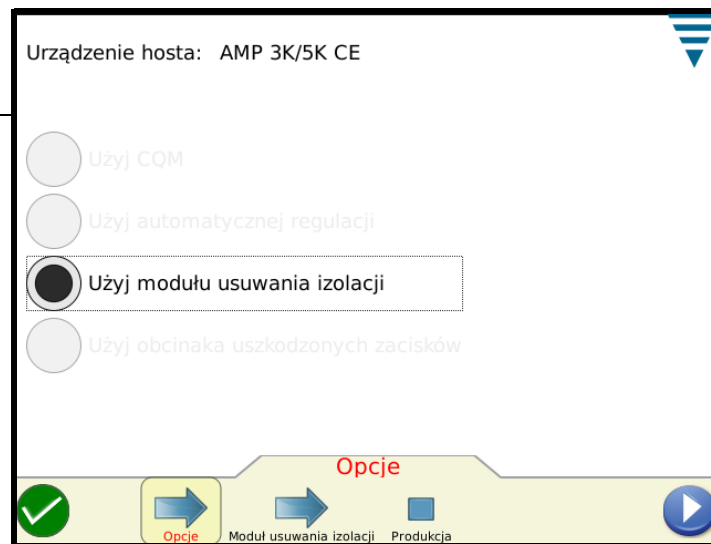 Urządzenie hosta: AMP 3K/5K CE
Użyj CQM
Użyj automatycznej regulacji
Użyj modułu usuwania izolacji
Użyj obcinaka uszkodzonych zacisków
Opcje
Opcje Moduł usuwania izolacji Produkcja